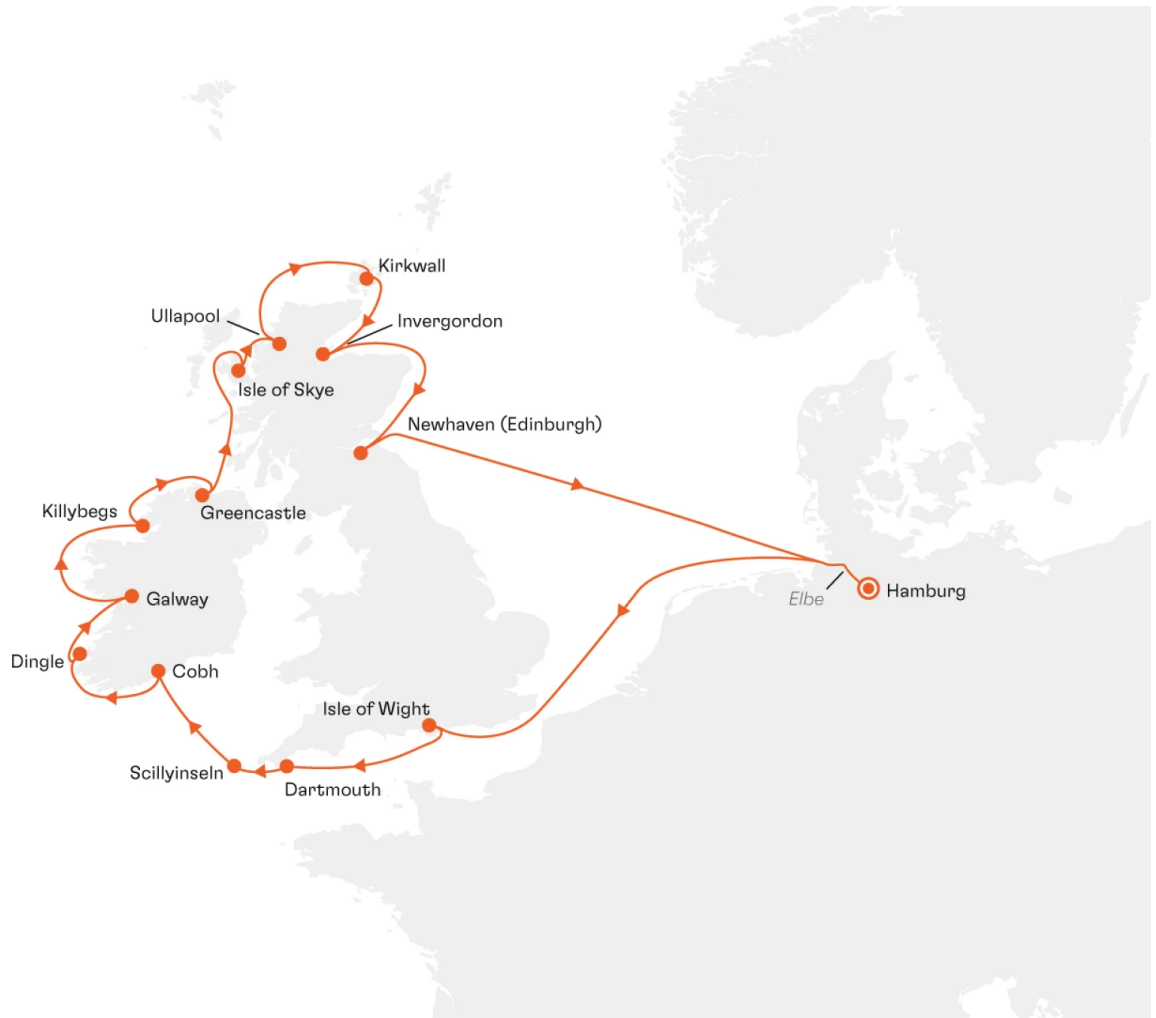 Kirkwall
Ullapool
Invergordon
Isle of Skye
Newhaven (Edinburgh)
Killybegs
Greencastle
Elbe
Hamburg
Galway
Dingle
Cobh
Isle of Wight
Scillyinseln
Dartmouth